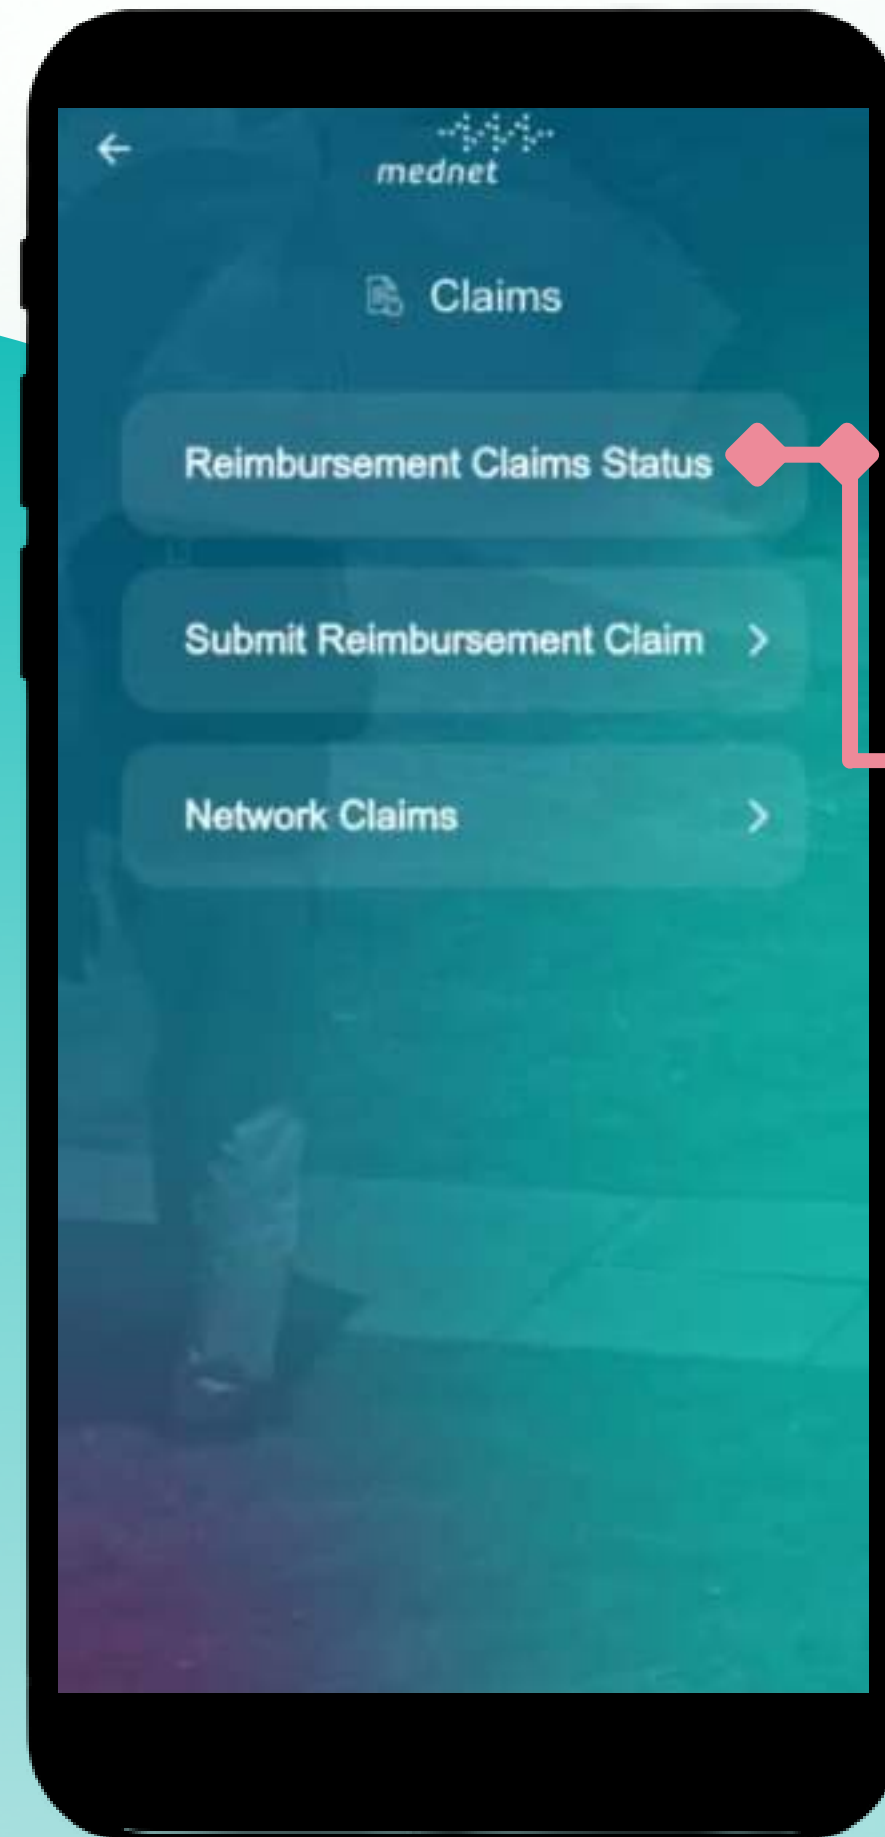 mednet
Claims
Reimbursement Claims Status
Submit Reimbursement Claim
Network Claims